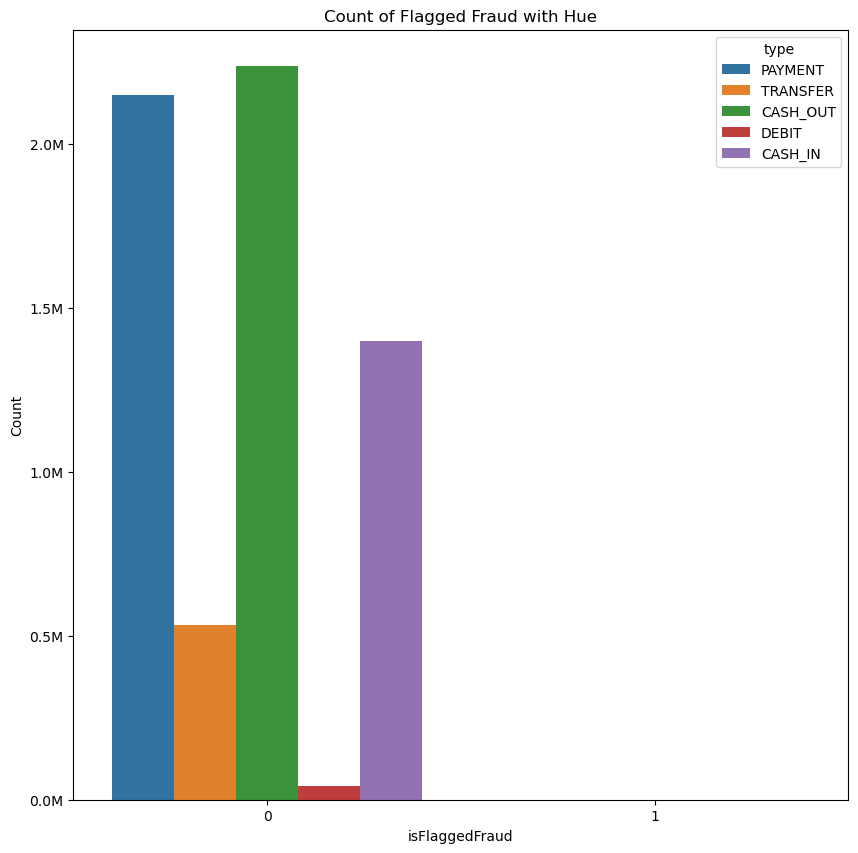 Count of Flagged Fraud with Hue
type
PAYMENT
TRANSFER
CASH_OUT
DEBIT
CASH_IN
2.0M
1.5M
1.0M
0.5M
0.0M
Count
0 1
isFlaggedFraud